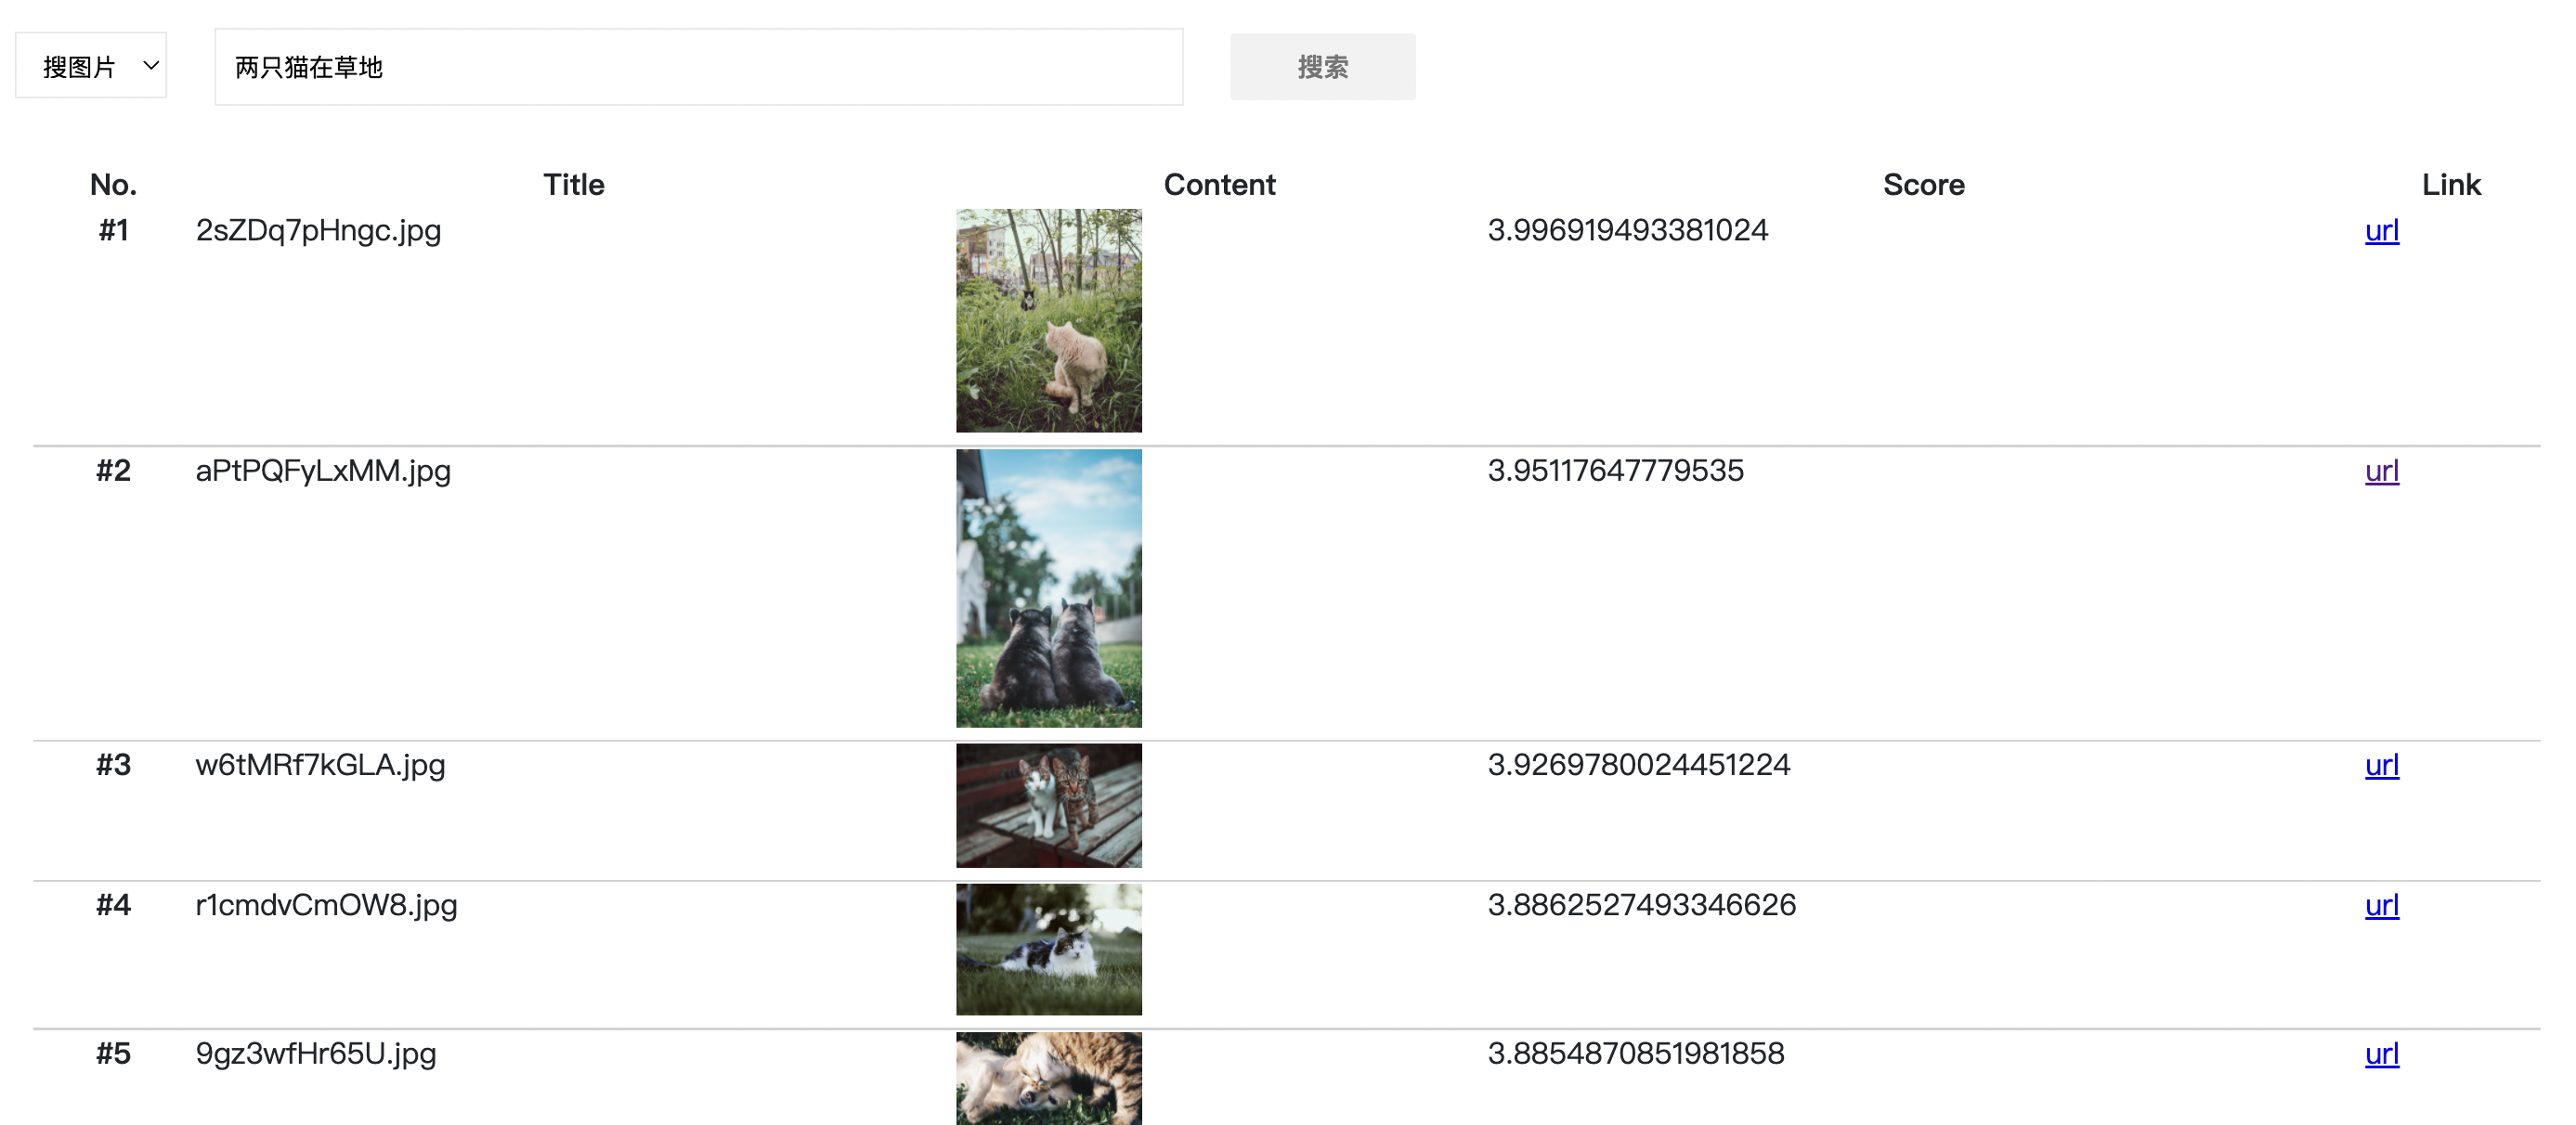 搜图片 两只猫在草地 搜索
No. Title Content Score Link
#1 2sZDq7pHngc.jpg 3.996919493381024 url
#2 aPtPQFyLxMM.jpg 3.95117647779535 url
#3 w6tMRf7kGLA.jpg 3.9269780024451224 url
#4 r1cmdvCmOW8.jpg 3.8862527493346626 url
#5 9gz3wfHr65U.jpg 3.8854870851981858 url